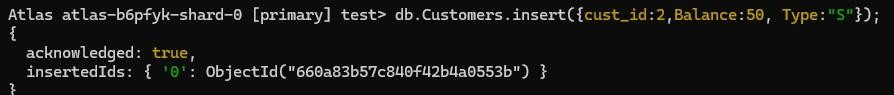 Atlas atlas-b6pfyk-shard-0 [primary] test> db.Customers.insert({cust_id:2,Balance:50, Type:"S"});
{
  acknowledged: true,
  insertedIds: { '0': ObjectId("660a83b57c840f42b4a0553b") }
}